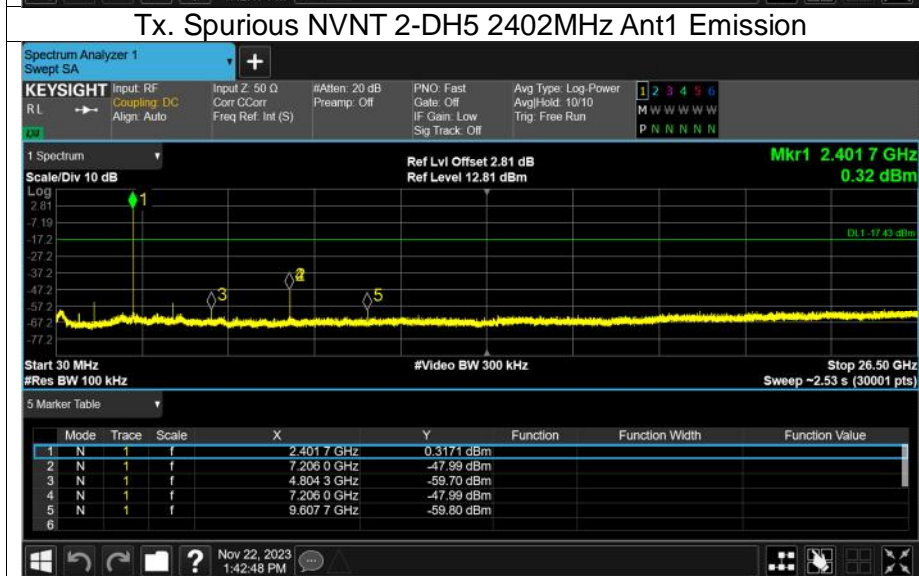 Tx. Spurious NVNT 2-DH5 2402MHz Ant1 Emission
Spectrum Analyzer 1
Swept SA
+
KEYSIGHT Input: RF Input Z: 50 Ω #Atten: 20 dB PNO: Fast Avg Type: Log-Power 1 2 3 4 5 6
RL Coupling: DC Corr CCorr Preamp: Off Gate: Off Avg|Hold: 10/10 M W W W W W
Align: Auto Freq Ref: Int (S) IF Gain: Low Trig: Free Run
LXI Sig Track: Off P N N N N N
1 Spectrum Ref Lvl Offset 2.81 dB Mkr1 2.401 7 GHz
Scale/Div 10 dB Ref Level 12.81 dBm 0.32 dBm
Log
2.81 1
-7.19
-17.2 DL1 -17.43 dBm
-27.2
-37.2
-47.2 3 5
-57.2
-67.2
-77.2
Start 30 MHz #Video BW 300 kHz Stop 26.50 GHz
#Res BW 100 kHz Sweep ~2.53 s (30001 pts)
5 Marker Table
Mode Trace Scale X Y Function Function Width Function Value
1 N 1 f 2.401 7 GHz 0.3171 dBm
2 N 1 f 7.206 0 GHz -47.99 dBm
3 N 1 f 4.804 3 GHz -59.70 dBm
4 N 1 f 7.206 0 GHz -47.99 dBm
5 N 1 f 9.607 7 GHz -59.80 dBm
6
? Nov 22, 2023
1:42:48 PM